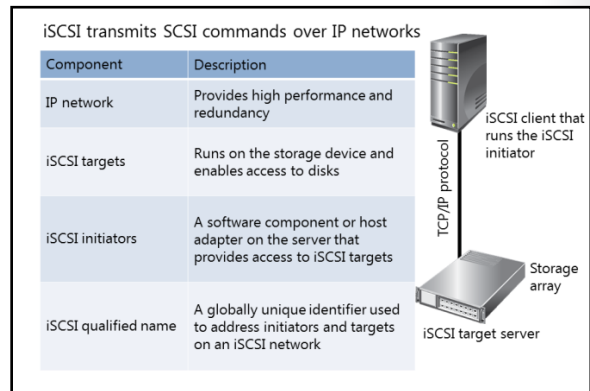 iSCSI transmits SCSI commands over IP networks
Component Description
IP network
Provides high performance and
redundancy
iSCSI targets
Runs on the storage device and
enables access to disks
iSCSI initiators
A software component or host
adapter on the server that
provides access to iSCSI targets
iSCSI qualified name
A globally unique identifier used
to address initiators and targets
on an iSCSI network
iSCSI client that
runs the iSCSI
initiator
TCP/IP protocol
Storage
array
iSCSI target server